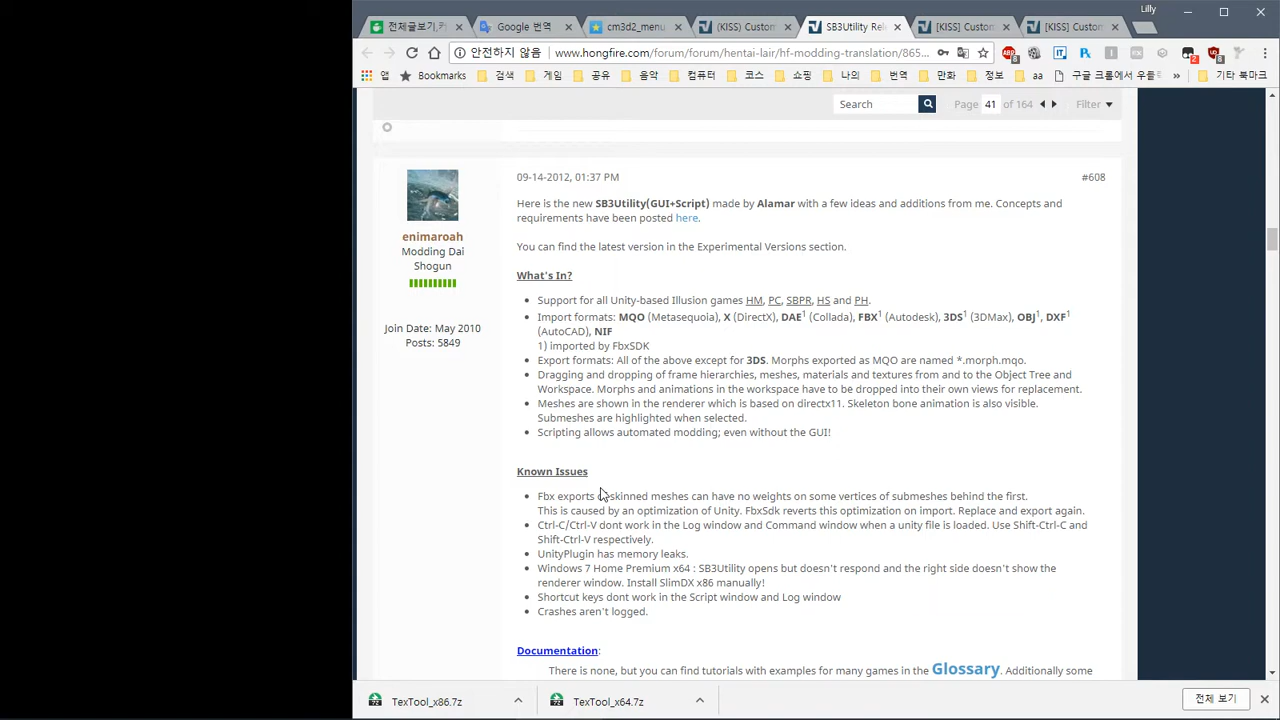 Lilly
전체글보기 카
Google 번역
cm3d2_menu
(KISS) Custom
SB3Utility Rele
[KISS] Custom
[KISS] Custom
안전하지 않음
www.hongfire.com/forum/forum/hentai-lair/hf-modding-translation/865...
앱
Bookmarks
검색
게임
공유
음악
컴퓨터
코스
쇼핑
나의
번역
만화
정보
aa
구글 크롬에서 우클릭
»
기타 북마크
Search
Page 41 of 164
Filter
09-14-2012, 01:37 PM
#608
enimaroah
Modding Dai
Shogun
Join Date: May 2010
Posts: 5849
Here is the new SB3Utility(GUI+Script) made by Alamar with a few ideas and additions from me. Concepts and
requirements have been posted here.
You can find the latest version in the Experimental Versions section.
What's In?
Support for all Unity-based Illusion games HM, PC, SBPR, HS and PH.
Import formats: MQO (Metasequoia), X (DirectX), DAE1 (Collada), FBX1 (Autodesk), 3DS1 (3DMax), OBJ1, DXF1
(AutoCAD), NIF
1) imported by FbxSDK
Export formats: All of the above except for 3DS. Morphs exported as MQO are named *.morph.mqo.
Dragging and dropping of frame hierarchies, meshes, materials and textures from and to the Object Tree and
Workspace. Morphs and animations in the workspace have to be dropped into their own views for replacement.
Meshes are shown in the renderer which is based on directx11. Skeleton bone animation is also visible.
Submeshes are highlighted when selected.
Scripting allows automated modding; even without the GUI!
Known Issues
Fbx exports of skinned meshes can have no weights on some vertices of submeshes behind the first.
This is caused by an optimization of Unity. FbxSdk reverts this optimization on import. Replace and export again.
Ctrl-C/Ctrl-V dont work in the Log window and Command window when a unity file is loaded. Use Shift-Ctrl-C and
Shift-Ctrl-V respectively.
UnityPlugin has memory leaks.
Windows 7 Home Premium x64 : SB3Utility opens but doesn't respond and the right side doesn't show the
renderer window. Install SlimDX x86 manually!
Shortcut keys dont work in the Script window and Log window
Crashes aren't logged.
Documentation:
There is none, but you can find tutorials with examples for many games in the Glossary. Additionally some
TexTool_x86.7z
TexTool_x64.7z
전체 보기